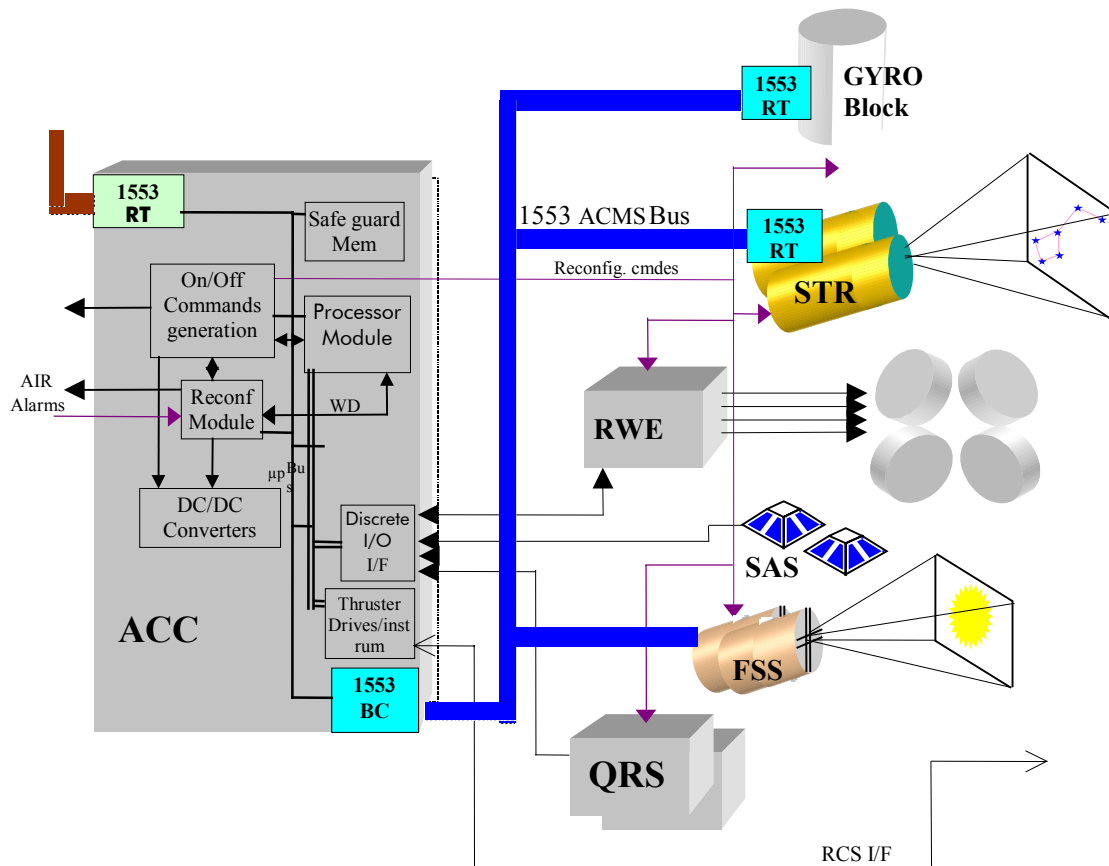 1553
RT
GYRO
Block
1553
RT
Safe guard
Mem
1553 ACMS Bus
1553
RT
Reconfig. cmdes
STR
On/Off
Commands
generation
Processor
Module
AIR
Alarms
Reconf
Module
WD
RWE
µp Bus
DC/DC
Converters
Discrete
I/O
I/F
SAS
ACC
Thruster
Drives/inst
rum
FSS
1553
BC
QRS
RCS I/F